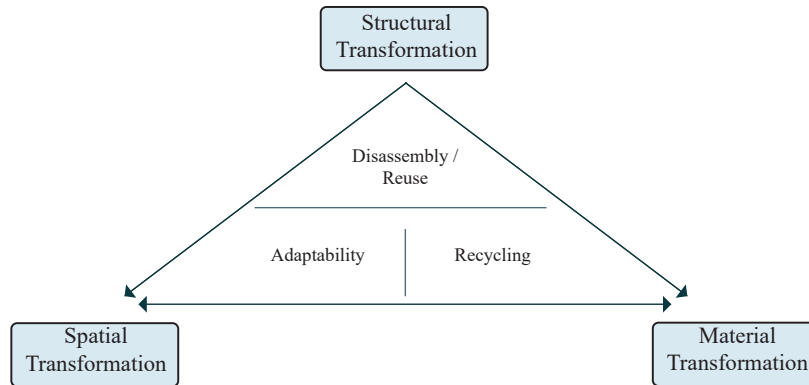 Structural
Transformation
Disassembly /
Reuse
Adaptability
Recycling
Spatial
Transformation
Material
Transformation